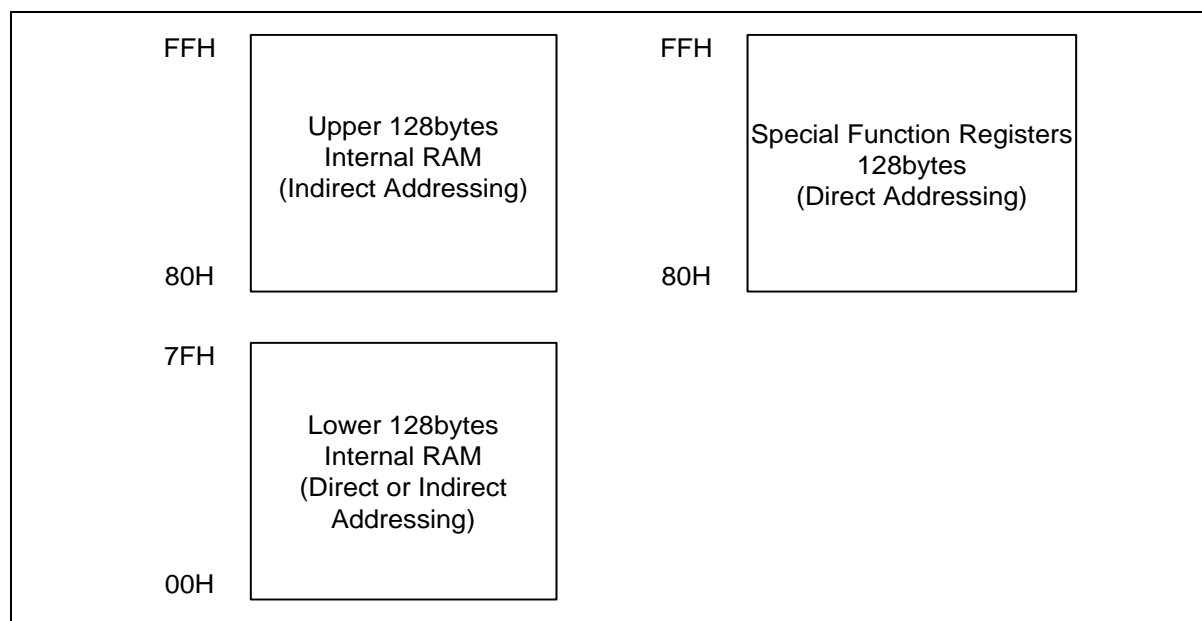 FFH
Upper 128bytes
Internal RAM
(Indirect Addressing)
80H
FFH
Special Function Registers
128bytes
(Direct Addressing)
80H
7FH
Lower 128bytes
Internal RAM
(Direct or Indirect
Addressing)
00H